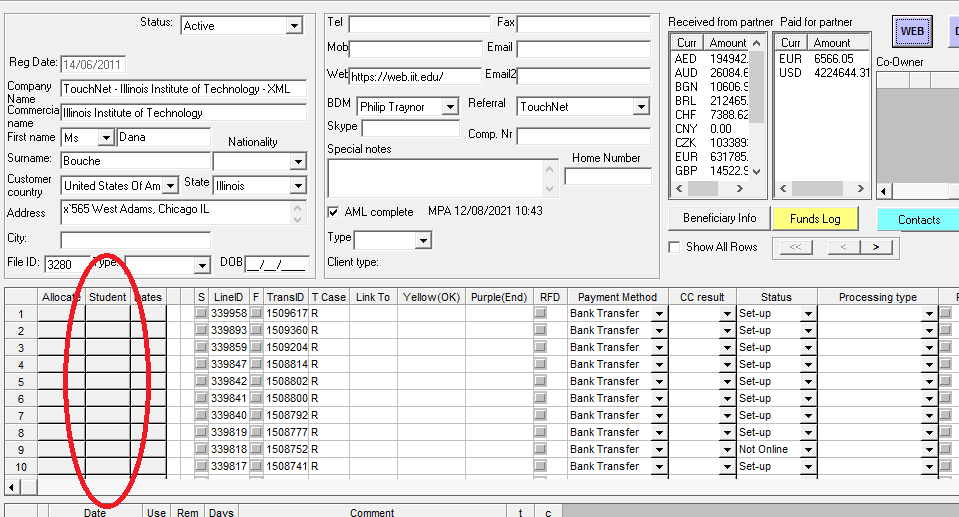 Status: Active
Reg Date: 14/06/2011
Company Name TouchNet - Illinois Institute of Technology - XML
Commercia name Illinois Institute of Technology
First name Ms Dana
Nationality
Surname: Bouche
Customer country United States Of Am State Illinois
Address x`565 West Adams, Chicago IL
City:
File ID: 3280 Type: DOB __/__/____
Tel Fax
Mob Email
Web https://web.iit.edu/ Email2
BDM Philip Traynor Referral TouchNet
Skype Comp. Nr
Special notes Home Number
AML complete MPA 12/08/2021 10:43
Type
Client type:
Received from partner Paid for partner
Curr Amount Curr Amount
AED 194942. EUR 6566.05
AUD 26084.6 USD 4224644.31
BGN 10606.9
BRL 212465.
CHF 7388.62
CNY 0.00
CZK 103389
EUR 631785.
GBP 14522.9
WEB
Co-Owner
Beneficiary Info Funds Log Contacts
Show All Rows << < >
Allocate Student Dates S LineID F TransID T Case Link To Yellow(OK) Purple(End) RFD Payment Method CC result Status Processing type
1 339958 1509617 R Bank Transfer Set-up
2 339893 1509360 R Bank Transfer Set-up
3 339859 1509204 R Bank Transfer Set-up
4 339847 1508814 R Bank Transfer Set-up
5 339842 1508802 R Bank Transfer Set-up
6 339841 1508800 R Bank Transfer Set-up
7 339840 1508792 R Bank Transfer Set-up
8 339819 1508777 R Bank Transfer Set-up
9 339818 1508752 R Bank Transfer Not Online
10 339817 1508741 R Bank Transfer Set-up
Date Use Rem Days Comment t c